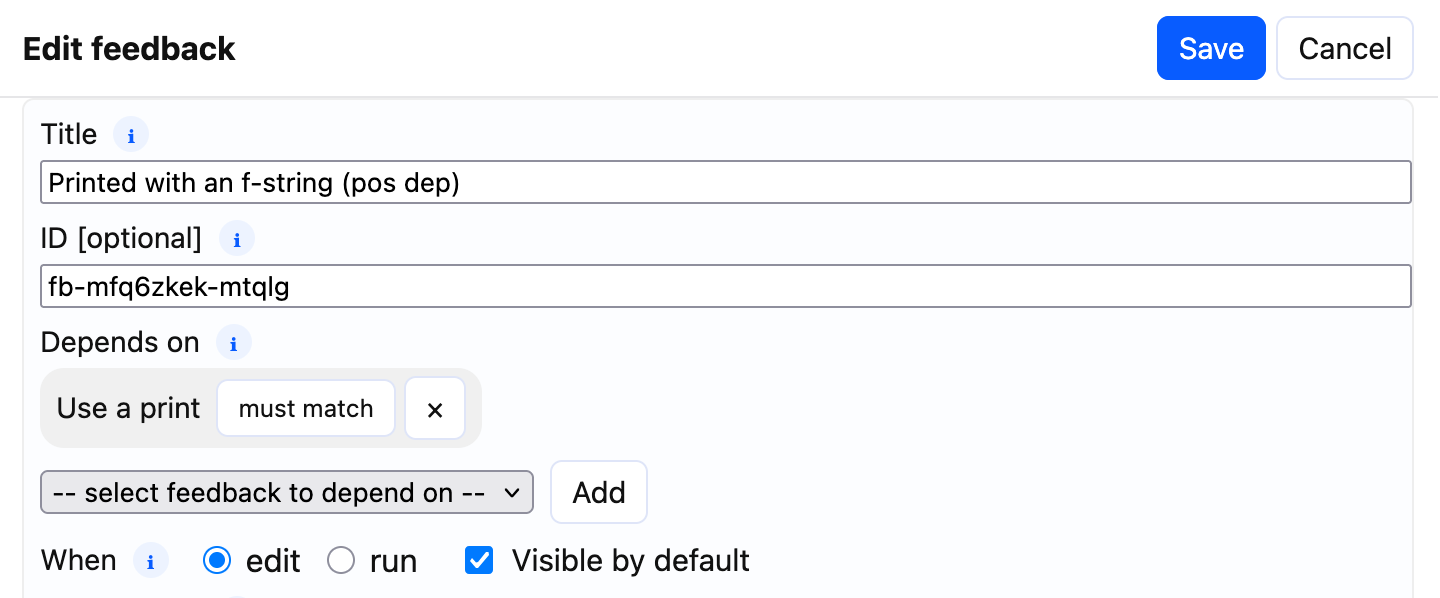 Edit feedback Save Cancel
Title i
Printed with an f-string (pos dep)
ID [optional] i
fb-mfq6zkek-mtqlg
Depends on i
Use a print must match ×
-- select feedback to depend on -- Add
When i edit run Visible by default